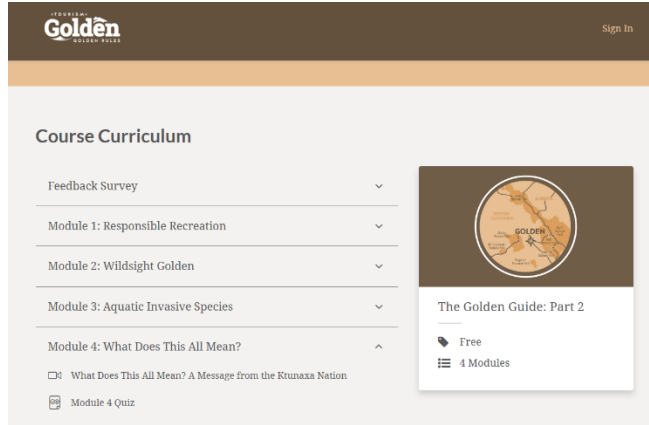 TOURISM
Golden
GOLDEN RULES
Sign In
Course Curriculum
Feedback Survey
Module 1: Responsible Recreation
Module 2: Wildsight Golden
Module 3: Aquatic Invasive Species
Module 4: What Does This All Mean?
What Does This All Mean? A Message from the Ktunaxa Nation
Module 4 Quiz
GOLDEN
The Golden Guide: Part 2
Free
4 Modules